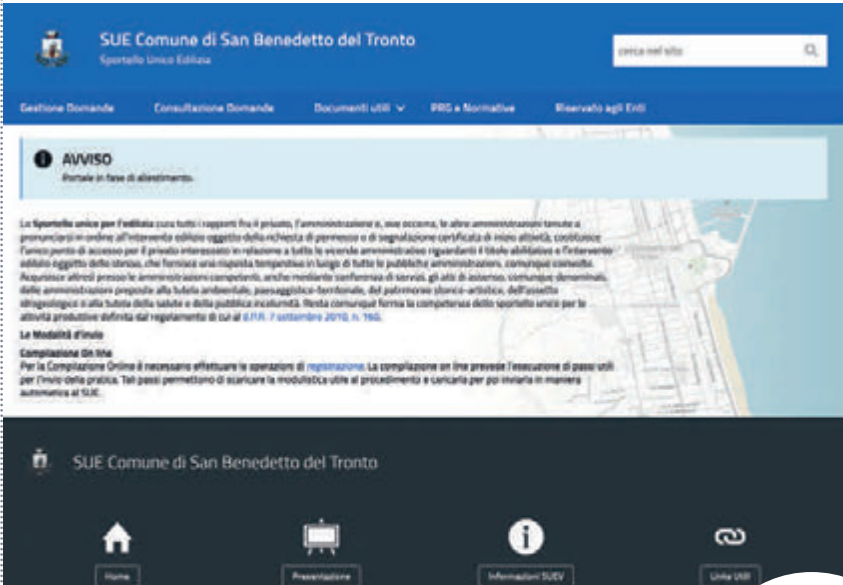 SUE Comune di San Benedetto del Tronto
Sportello Unico Edilizia
cerca nel sito
Gestione Domande
Consultazione Domande
Documenti utili
PRG e Normative
Riservato agli Enti
AVVISO
Portale in fase di allestimento.
Lo Sportello unico per l'edilizia cura tutti i rapporti fra il privato, l'amministrazione e, ove occorra, le altre amministrazioni tenute a
pronunciarsi in ordine all'intervento edilizio oggetto della richiesta di permesso o di segnalazione certificata di inizio attività, costituisce
l'unico punto di accesso per il privato interessato in relazione a tutte le vicende amministrative riguardanti il titolo abilitativo e l'intervento
edilizio oggetto dello stesso, che fornisce una risposta tempestiva in luogo di tutte le pubbliche amministrazioni, comunque coinvolte.
Acquisisce altresì presso le amministrazioni competenti, anche mediante conferenza di servizi, gli atti di assenso, comunque denominati,
delle amministrazioni preposte alla tutela ambientale, paesaggistico-territoriale, del patrimonio storico-artistico, dell'assetto
idrogeologico o alla tutela della salute e della pubblica incolumità. Resta comunque ferma la competenza dello sportello unico per le
attività produttive definita dal regolamento di cui al d.P.R. 7 settembre 2010, n. 160.
Le Modalità d'invio
Compilazione On line
Per la Compilazione Online è necessario effettuare le operazioni di registrazione. La compilazione on line prevede l'esecuzione di passi utili
per l'invio della pratica. Tali passi permettono di scaricare la modulistica utile al procedimento e caricarla per poi inviarla in maniera
automatica al SUE.
SUE Comune di San Benedetto del Tronto
Home
Presentazione
Informazioni SUEV
Links Utili